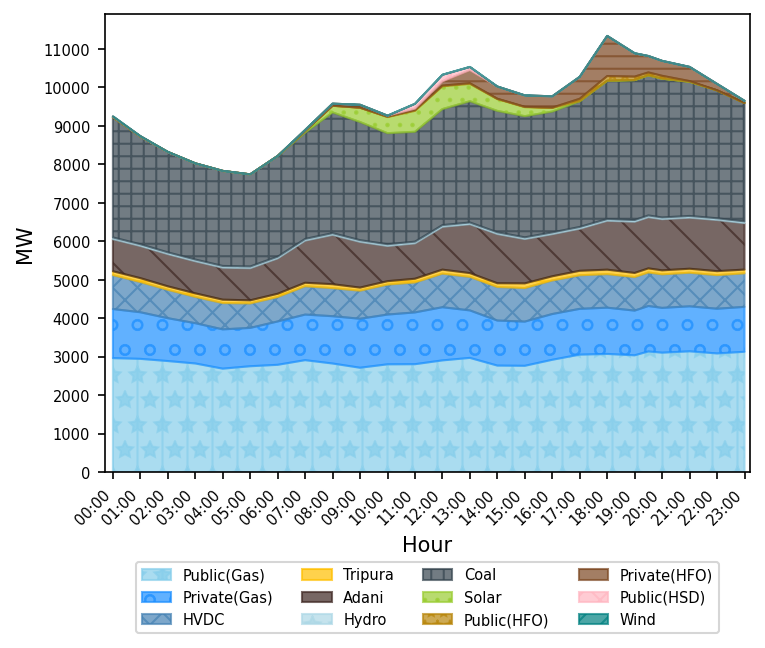 11000
10000
9000
8000
7000
6000
5000
4000
3000
2000
1000
0
MW
00:00 01:00 02:00 03:00 04:00 05:00 06:00 07:00 08:00 09:00 10:00 11:00 12:00 13:00 14:00 15:00 16:00 17:00 18:00 19:00 20:00 21:00 22:00 23:00
Hour
Public(Gas) Tripura Coal Private(HFO)
Private(Gas) Adani Solar Public(HSD)
HVDC Hydro Public(HFO) Wind